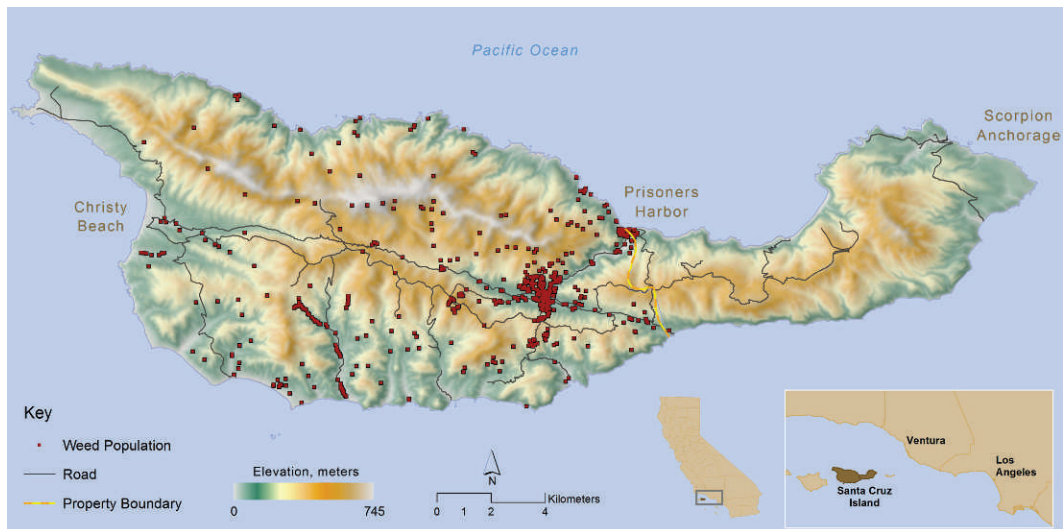 Pacific Ocean
Scorpion
Anchorage
Prisoners
Harbor
Christy
Beach
Key
Weed Population
Road
Property Boundary
Elevation, meters
0 745
N
Kilometers
0 1 2 4
Ventura
Los
Angeles
Santa Cruz
Island